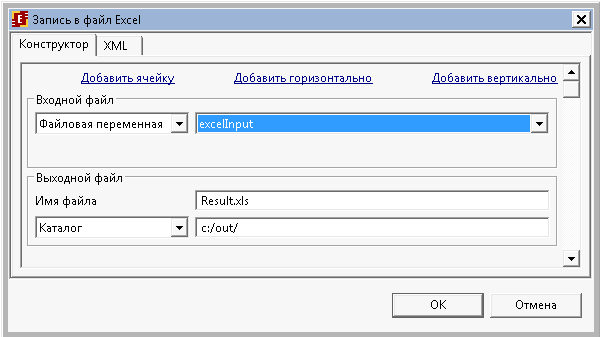 Запись в файл Excel
Конструктор XML
Добавить ячейку Добавить горизонтально Добавить вертикально
Входной файл
Файловая переменная excelInput
Выходной файл
Имя файла Result.xls
Каталог c:/out/
OK Отмена